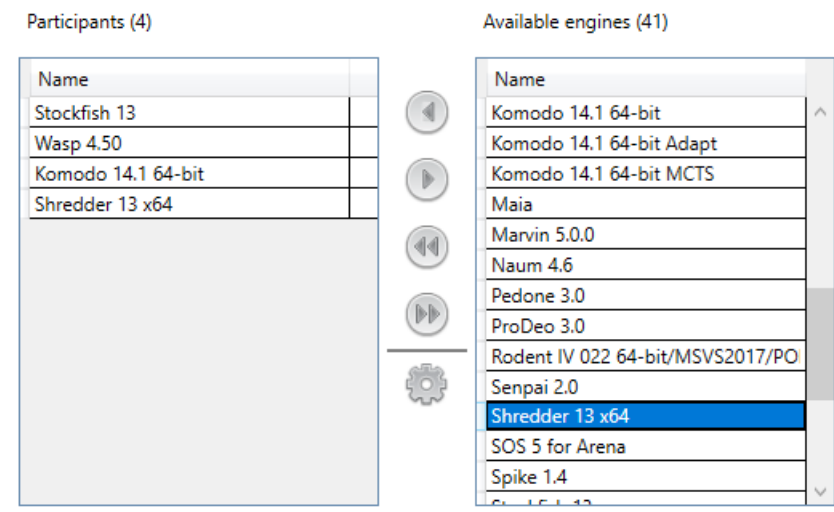 Participants (4)
Name
Stockfish 13
Wasp 4.50
Komodo 14.1 64-bit
Shredder 13 x64
Available engines (41)
Name
Komodo 14.1 64-bit
Komodo 14.1 64-bit Adapt
Komodo 14.1 64-bit MCTS
Maia
Marvin 5.0.0
Naum 4.6
Pedone 3.0
ProDeo 3.0
Rodent IV 022 64-bit/MSVS2017/PO
Senpai 2.0
Shredder 13 x64
SOS 5 for Arena
Spike 1.4